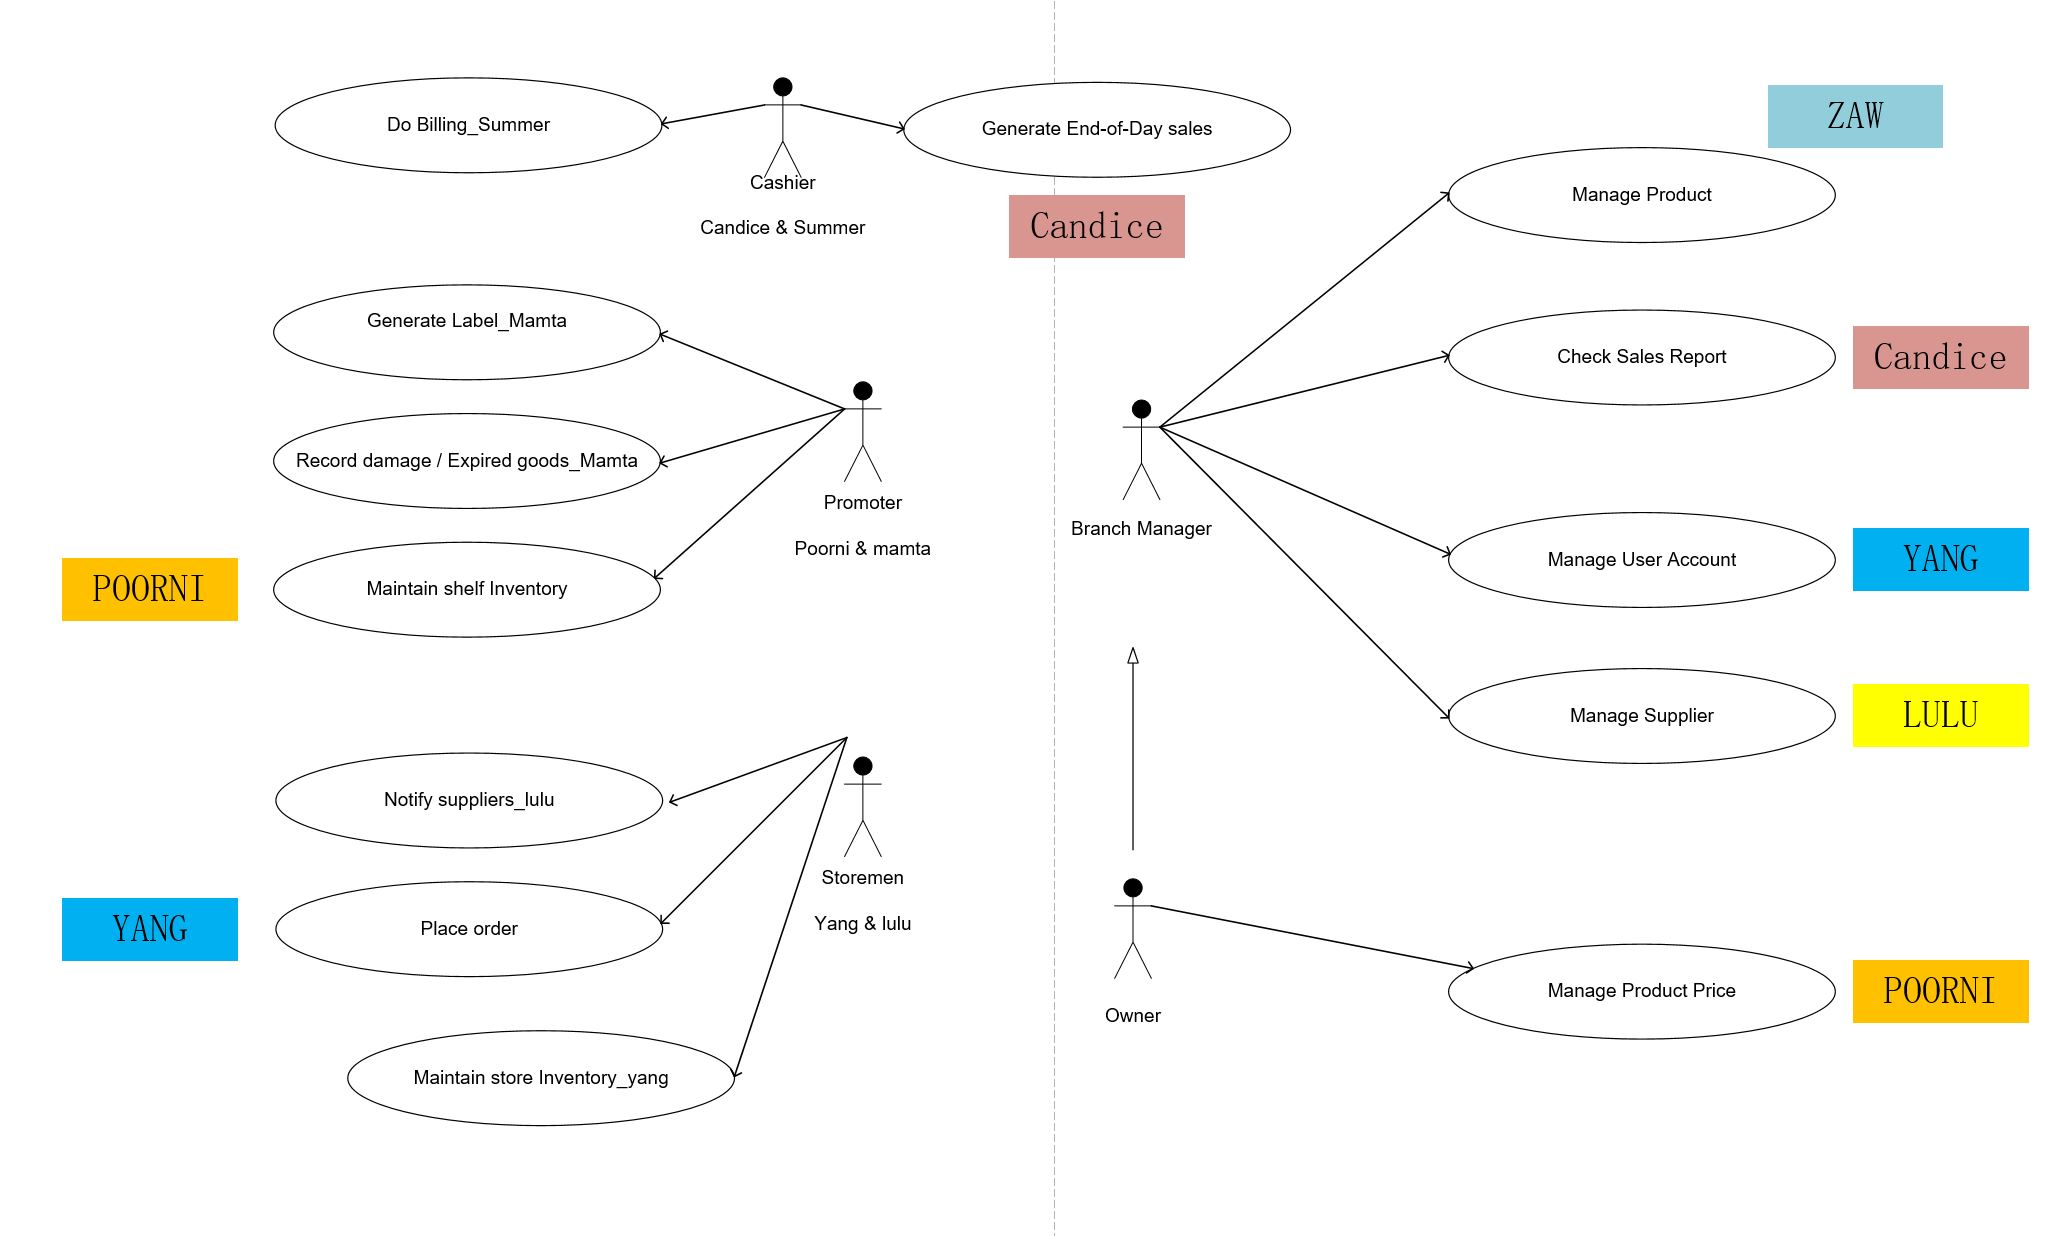 Do Billing_Summer
Cashier
Candice & Summer
Generate End-of-Day sales
Candice
ZAW
Manage Product
Generate Label_Mamta
Record damage / Expired goods_Mamta
Promoter
Poorni & mamta
POORNI
Maintain shelf Inventory
Check Sales Report
Candice
Branch Manager
Manage User Account
YANG
Manage Supplier
LULU
Notify suppliers_lulu
Storemen
Yang & lulu
YANG
Place order
Maintain store Inventory_yang
Owner
Manage Product Price
POORNI